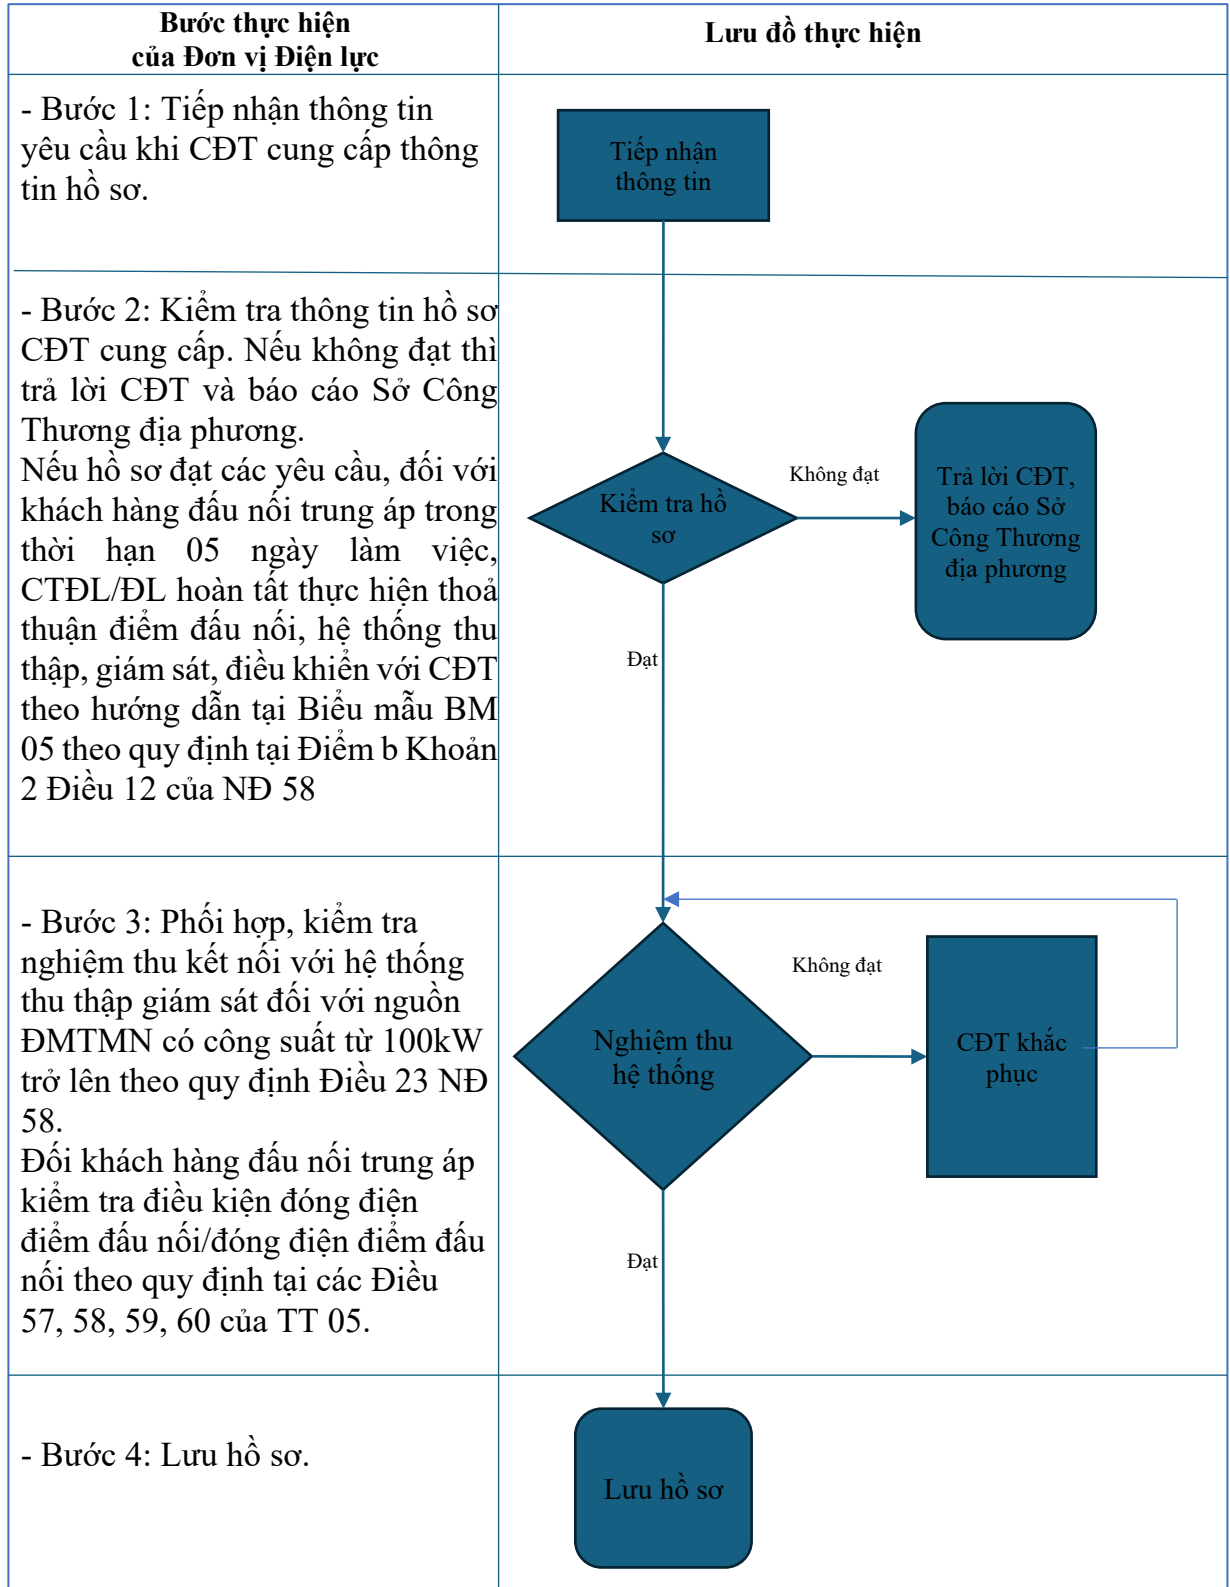 Bước thực hiện
của Đơn vị Điện lực
Lưu đồ thực hiện
- Bước 1: Tiếp nhận thông tin
yêu cầu khi CĐT cung cấp thông
tin hồ sơ.
Tiếp nhận
thông tin
- Bước 2: Kiểm tra thông tin hồ sơ
CĐT cung cấp. Nếu không đạt thì
trả lời CĐT và báo cáo Sở Công
Thương địa phương.
Nếu hồ sơ đạt các yêu cầu, đối với
khách hàng đấu nối trung áp trong
thời hạn 05 ngày làm việc,
CTĐL/ĐL hoàn tất thực hiện thoả
thuận điểm đấu nối, hệ thống thu
thập, giám sát, điều khiển với CĐT
theo hướng dẫn tại Biểu mẫu BM
05 theo quy định tại Điểm b Khoản
2 Điều 12 của NĐ 58
Kiểm tra hồ
sơ
Không đạt
Trả lời CĐT,
báo cáo Sở
Công Thương
địa phương
Đạt
- Bước 3: Phối hợp, kiểm tra
nghiệm thu kết nối với hệ thống
thu thập giám sát đối với nguồn
ĐMTMN có công suất từ 100kW
trở lên theo quy định Điều 23 NĐ
58.
Đối khách hàng đấu nối trung áp
kiểm tra điều kiện đóng điện
điểm đấu nối/đóng điện điểm đấu
nối theo quy định tại các Điều
57, 58, 59, 60 của TT 05.
Nghiệm thu
hệ thống
Không đạt
CĐT khắc
phục
Đạt
- Bước 4: Lưu hồ sơ.
Lưu hồ sơ